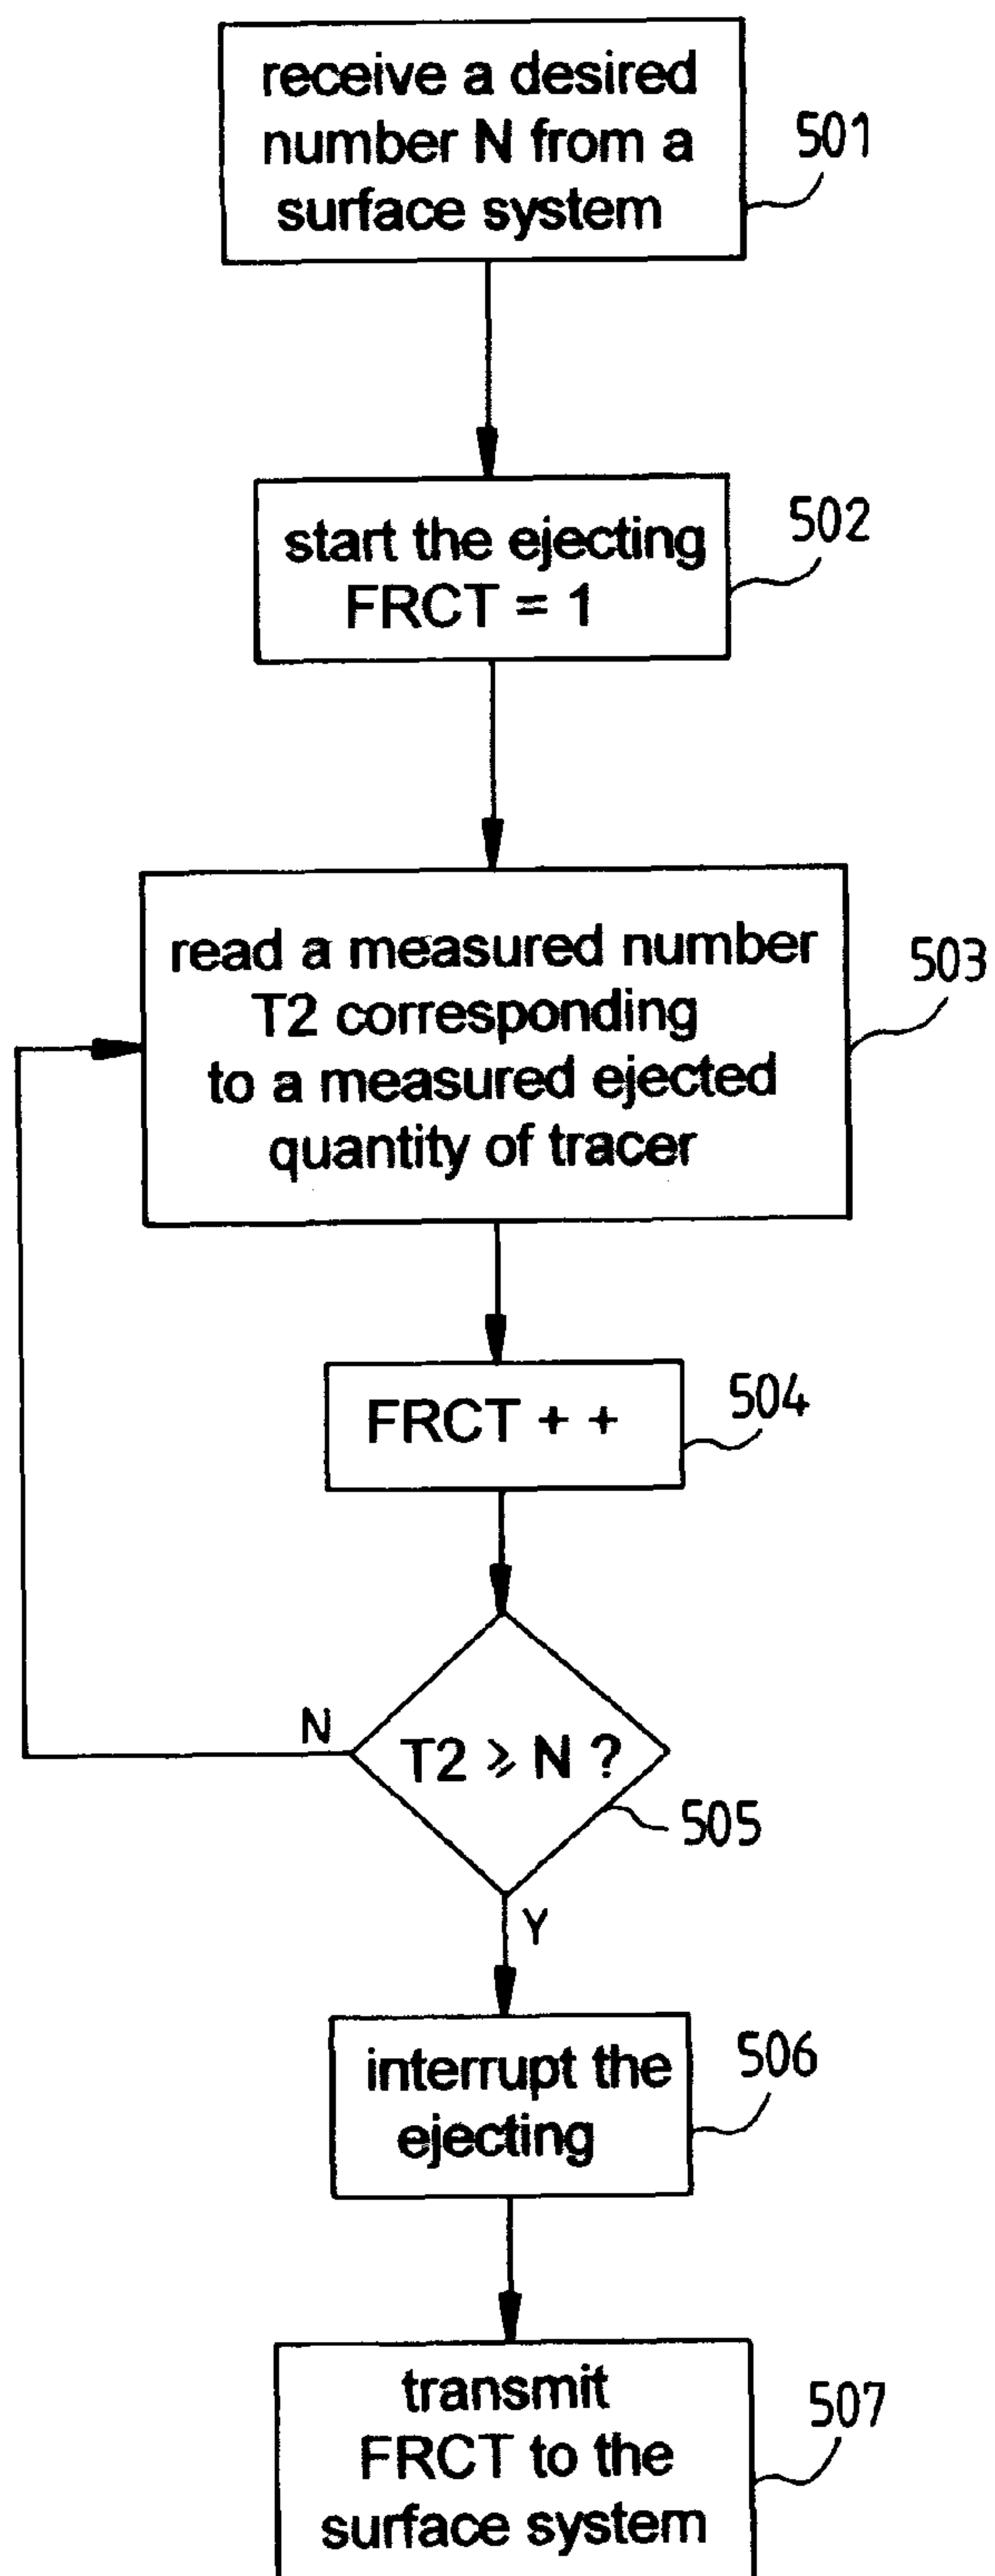 receive a desired
number N from a
surface system
501
start the ejecting
FRCT = 1
502
read a measured number
T2 corresponding
to a measured ejected
quantity of tracer
503
FRCT + +
504
T2 ⩾ N ?
N
505
Y
interrupt the
ejecting
506
transmit
FRCT to the
surface system
507